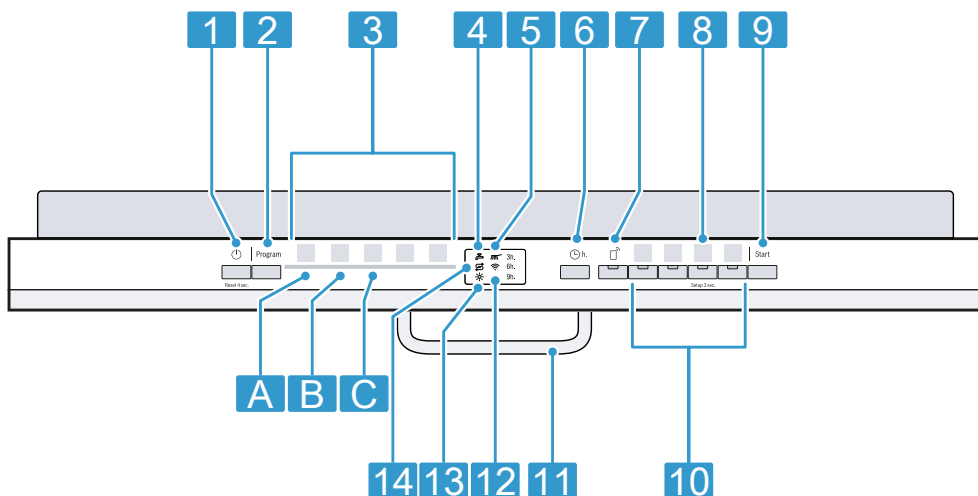 1 2 3 4 5 6 7 8 9
Program
h.
Start
3h.
6h.
9h.
Reset 4 sec.
Setup 3 sec.
A B C
14 13 12 11 10